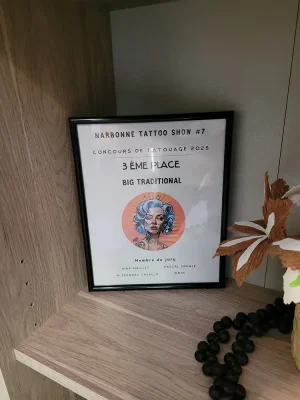 NARBONNE TATTOO SHOW #7
CONCOURS DE TATOUAGE 2025
3 ÈME PLACE
BIG TRADITIONAL
Membre du jury